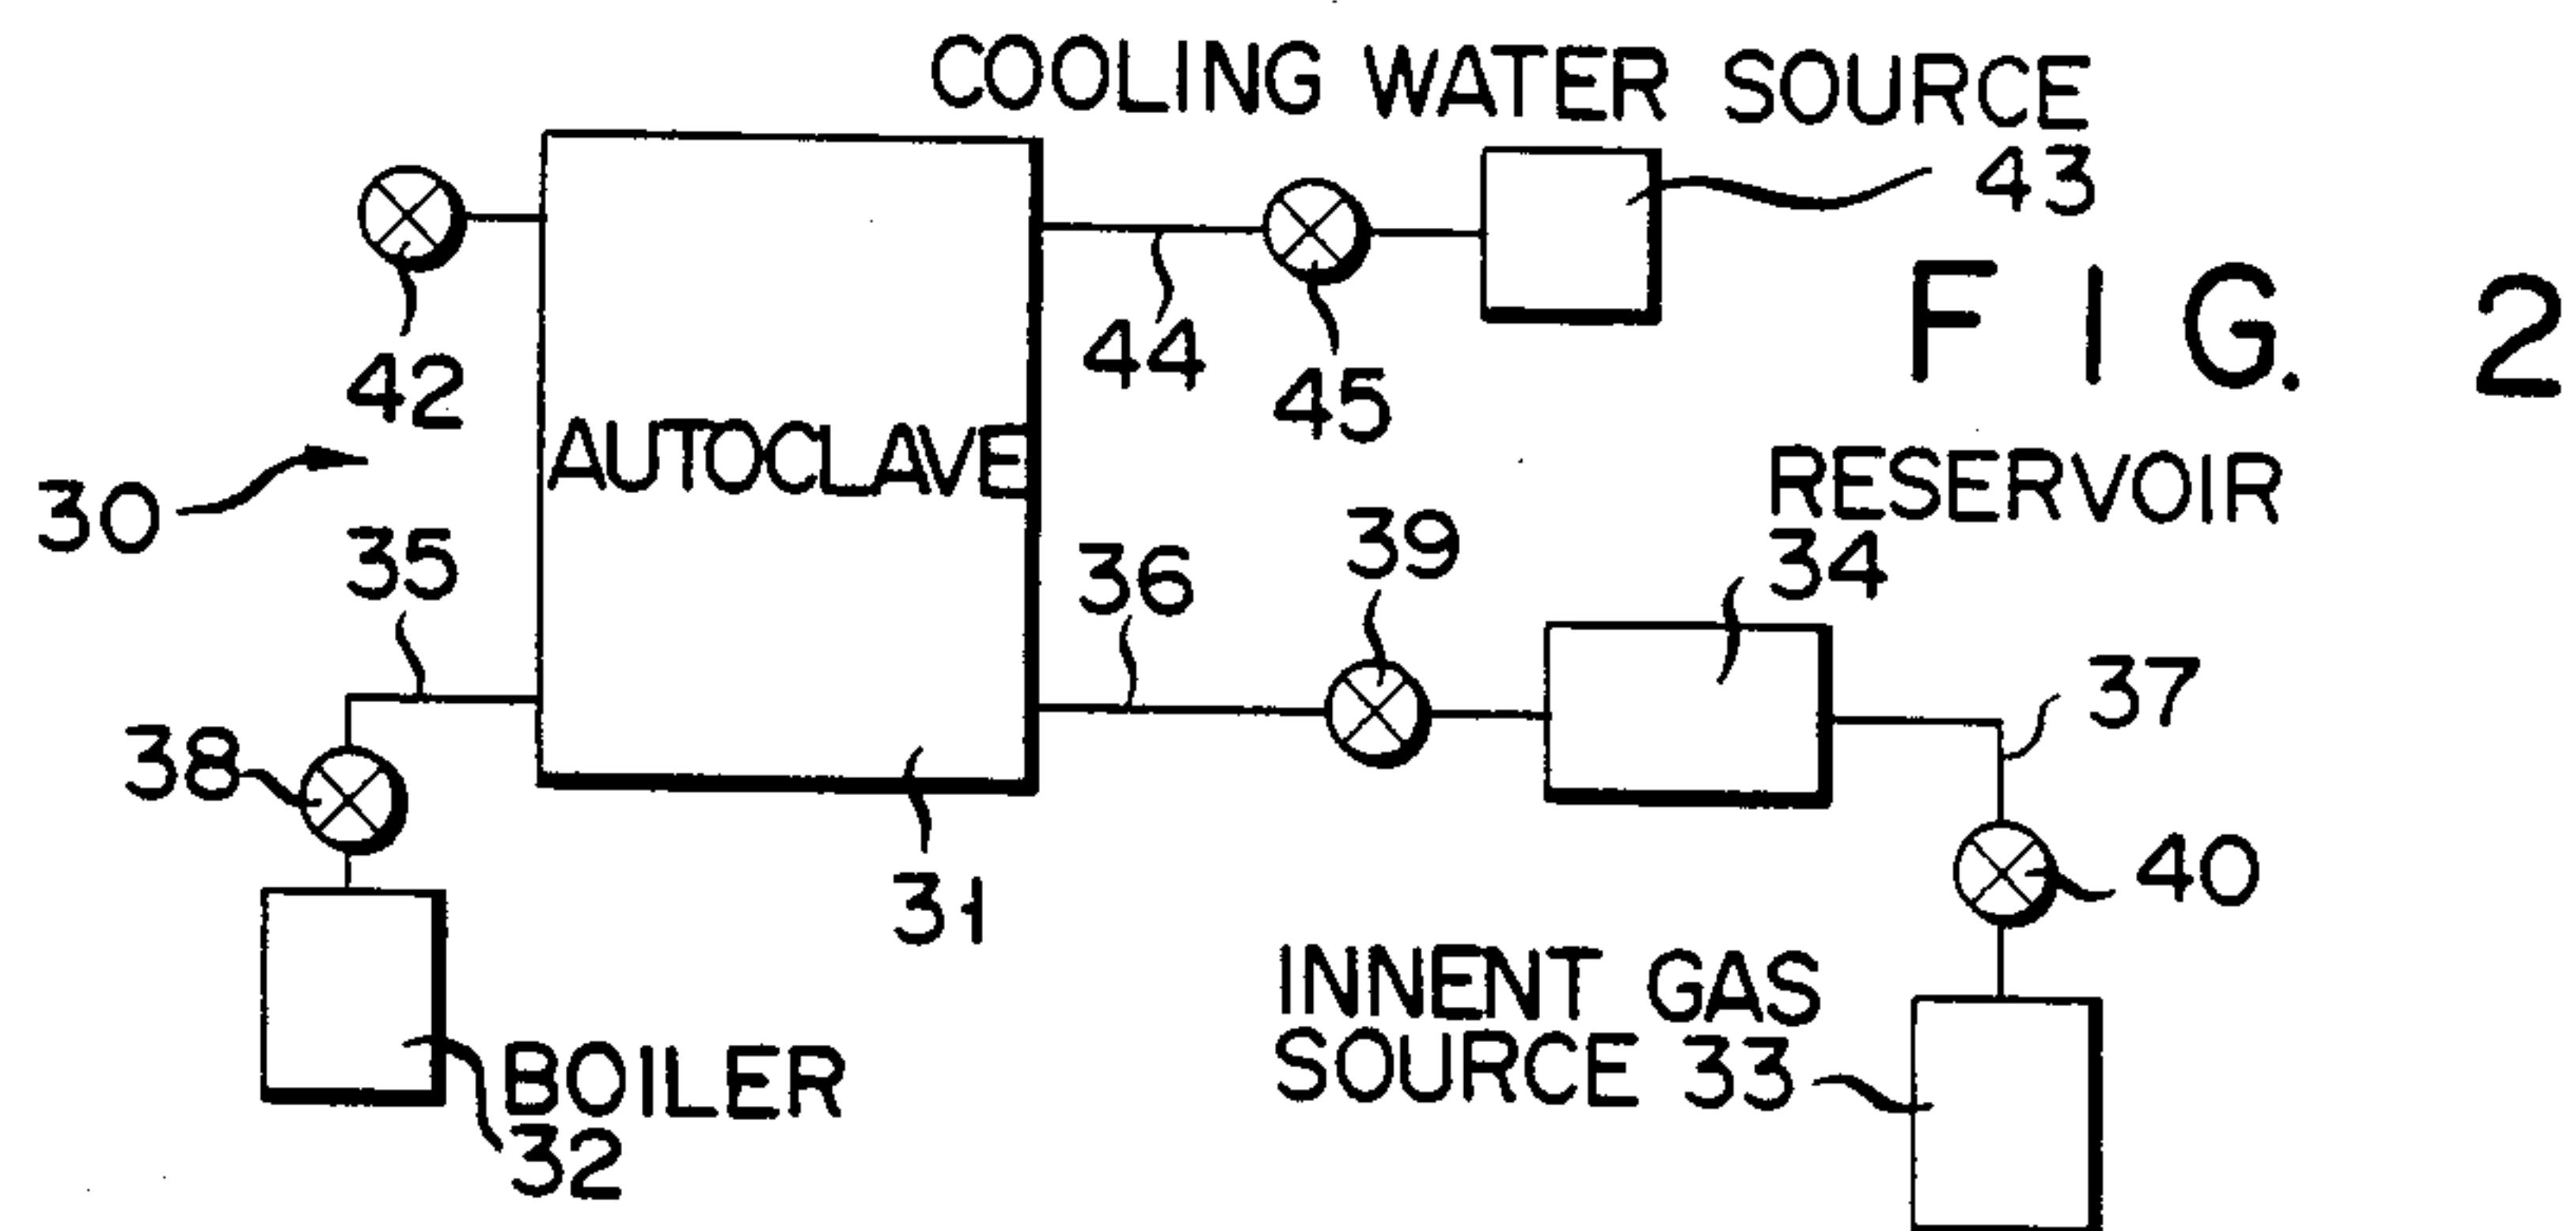 COOLING WATER SOURCE
43
42
44
45
FIG. 2
AUTOCLAVE
RESERVOIR
34
30
35
36
39
37
38
31
40
INNENT GAS
SOURCE 33
BOILER
32